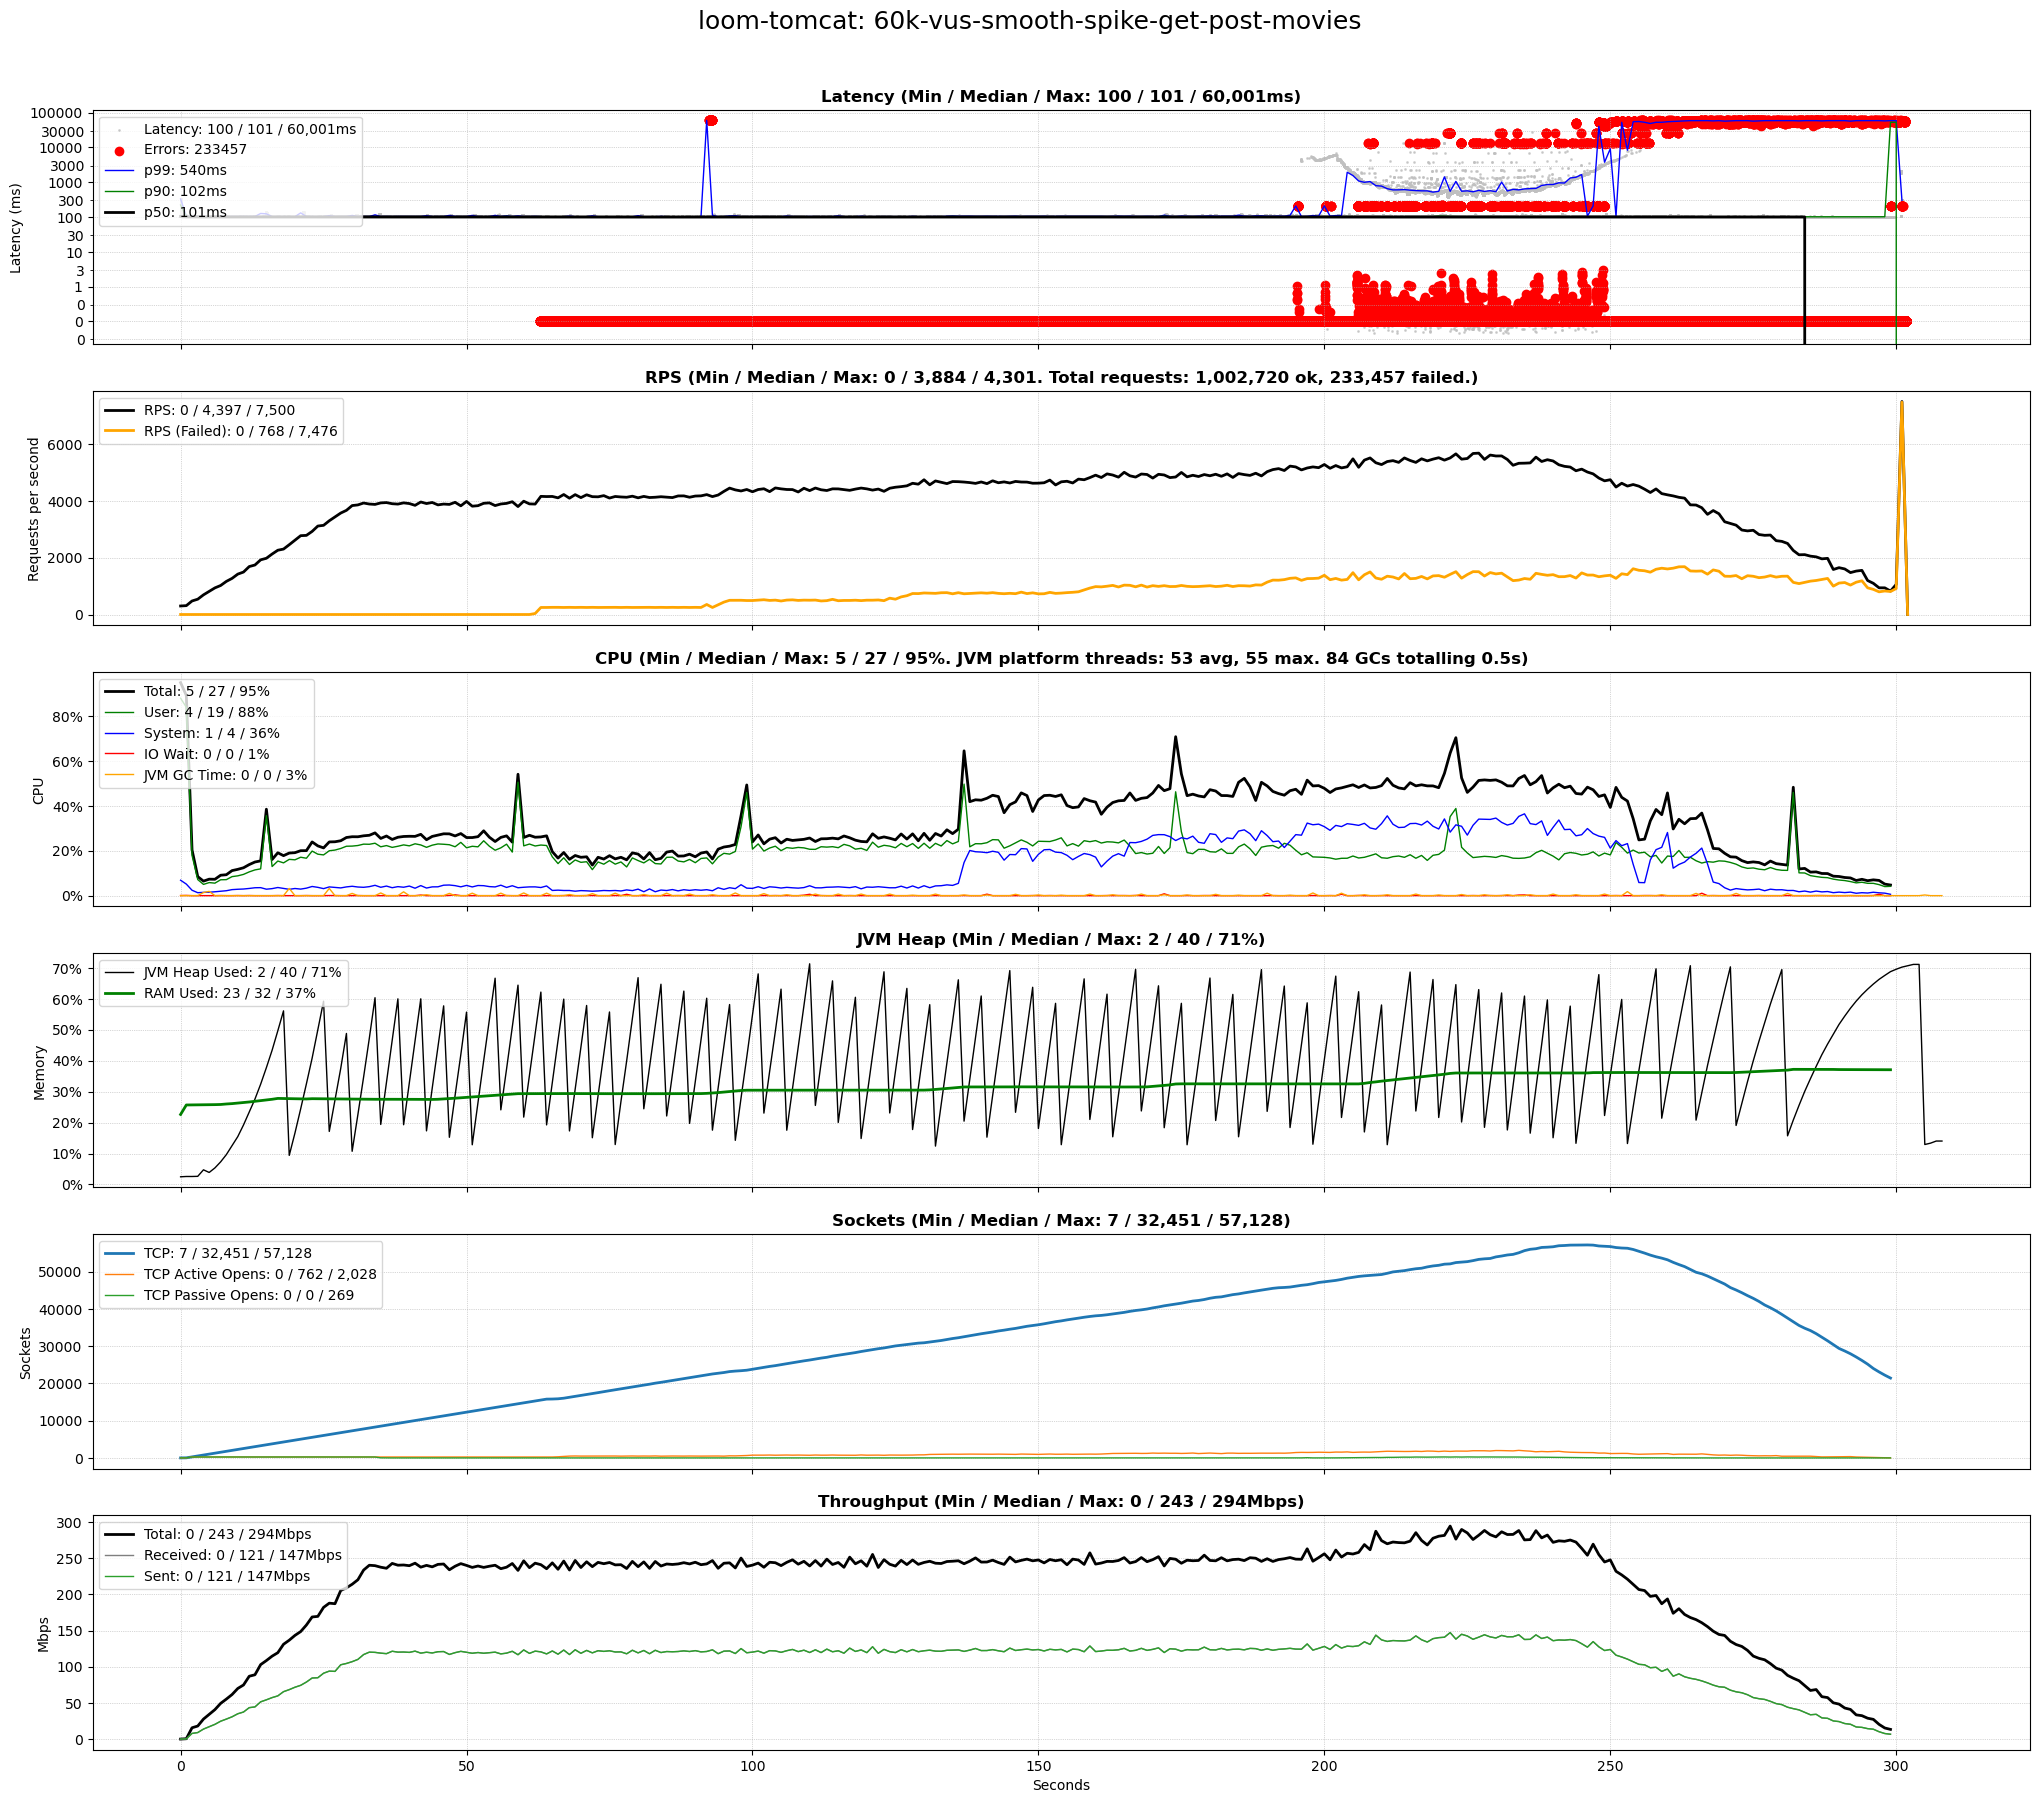 loom-tomcat: 60k-vus-smooth-spike-get-post-movies
Latency (Min / Median / Max: 100 / 101 / 60,001ms)
Latency (ms)
100000
30000
10000
3000
1000
300
100
30
10
3
1
0
0
0
Latency: 100 / 101 / 60,001ms
Errors: 233457
p99: 540ms
p90: 102ms
p50: 101ms
RPS (Min / Median / Max: 0 / 3,884 / 4,301. Total requests: 1,002,720 ok, 233,457 failed.)
Requests per second
6000
4000
2000
0
RPS: 0 / 4,397 / 7,500
RPS (Failed): 0 / 768 / 7,476
CPU (Min / Median / Max: 5 / 27 / 95%. JVM platform threads: 53 avg, 55 max. 84 GCs totalling 0.5s)
CPU
80%
60%
40%
20%
0%
Total: 5 / 27 / 95%
User: 4 / 19 / 88%
System: 1 / 4 / 36%
IO Wait: 0 / 0 / 1%
JVM GC Time: 0 / 0 / 3%
JVM Heap (Min / Median / Max: 2 / 40 / 71%)
Memory
70%
60%
50%
40%
30%
20%
10%
0%
JVM Heap Used: 2 / 40 / 71%
RAM Used: 23 / 32 / 37%
Sockets (Min / Median / Max: 7 / 32,451 / 57,128)
Sockets
50000
40000
30000
20000
10000
0
TCP: 7 / 32,451 / 57,128
TCP Active Opens: 0 / 762 / 2,028
TCP Passive Opens: 0 / 0 / 269
Throughput (Min / Median / Max: 0 / 243 / 294Mbps)
Mbps
300
250
200
150
100
50
0
Total: 0 / 243 / 294Mbps
Received: 0 / 121 / 147Mbps
Sent: 0 / 121 / 147Mbps
0 50 100 150 200 250 300
Seconds